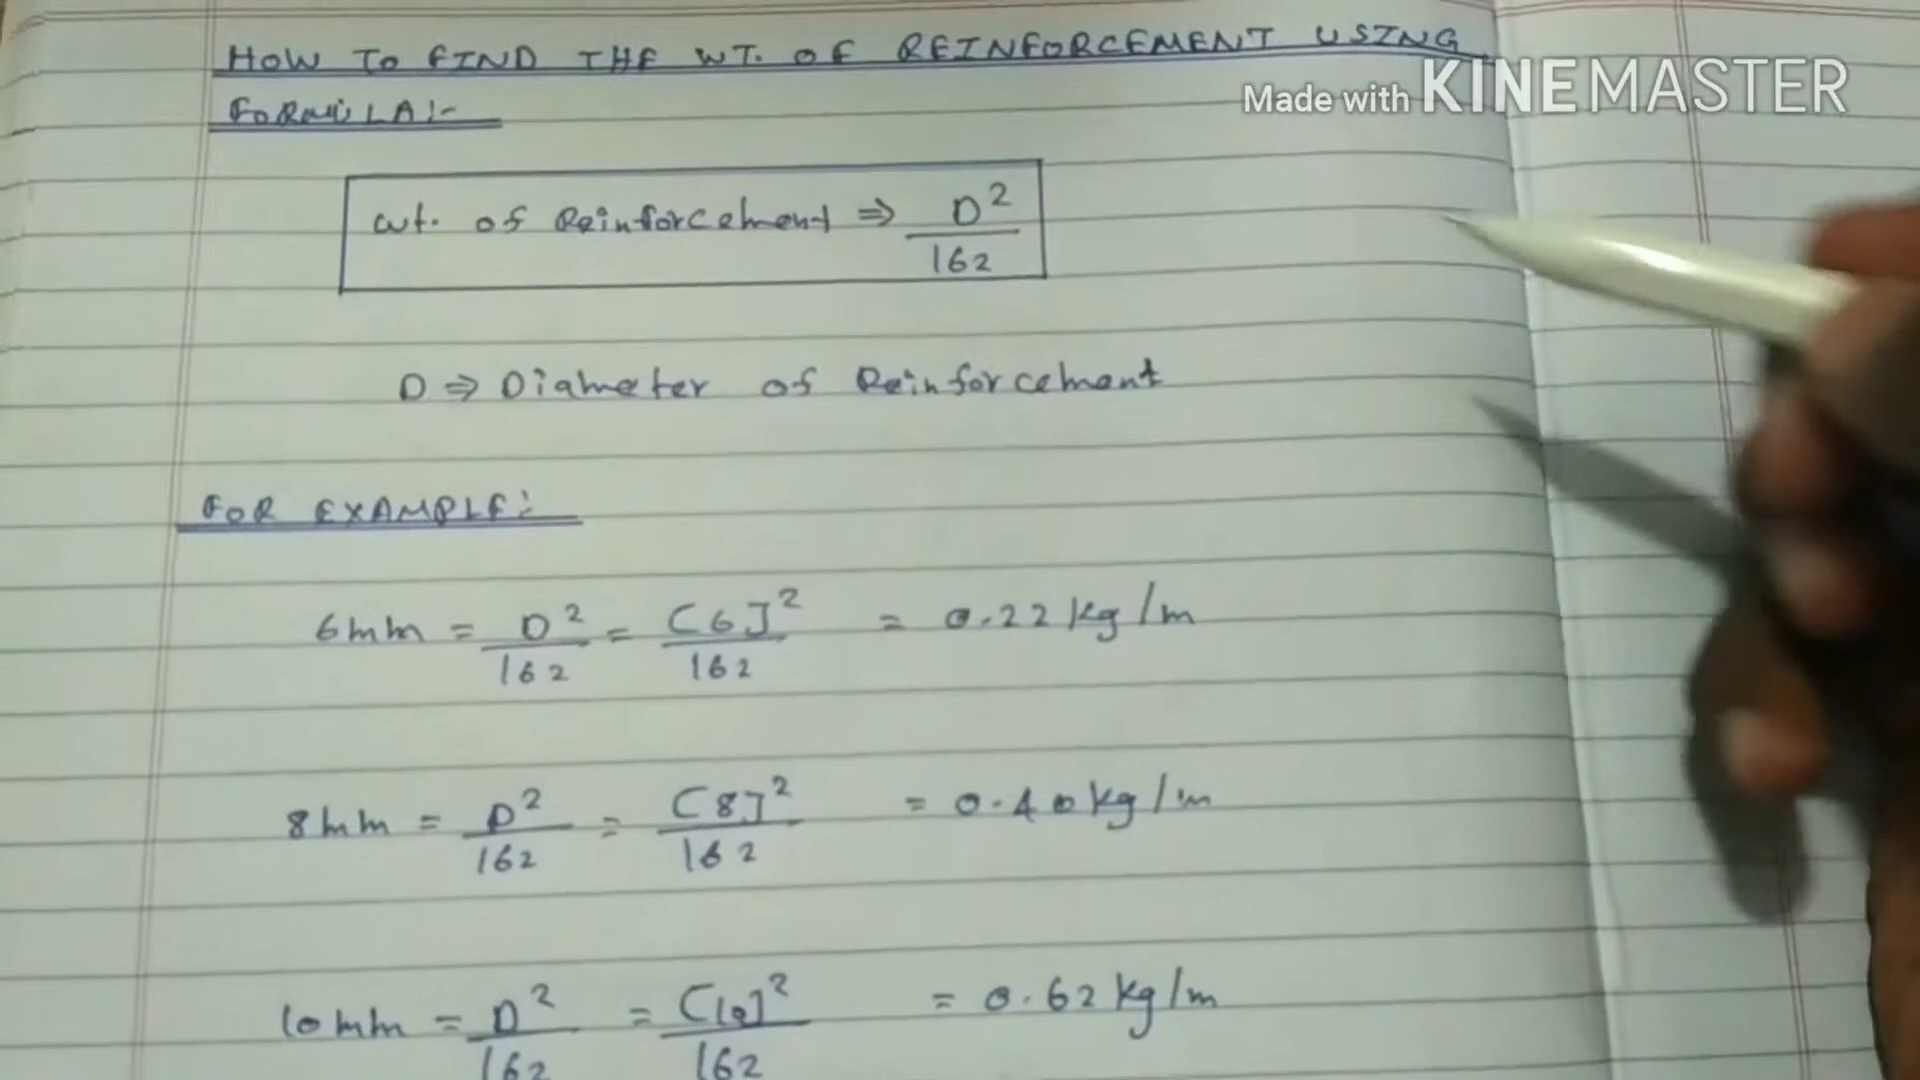 HOW TO FIND THE WT. OF REINFORCEMENT USING
FORMULA:-
Made with KINEMASTER
wt. of Reinforcement ⇒ D²/162
D ⇒ Diameter of Reinforcement
FOR EXAMPLE:
6mm = D²/162 = [6]²/162 = 0.22 kg/m
8mm = D²/162 = [8]²/162 = 0.40 kg/m
10mm = D²/162 = [10]²/162 = 0.62 kg/m